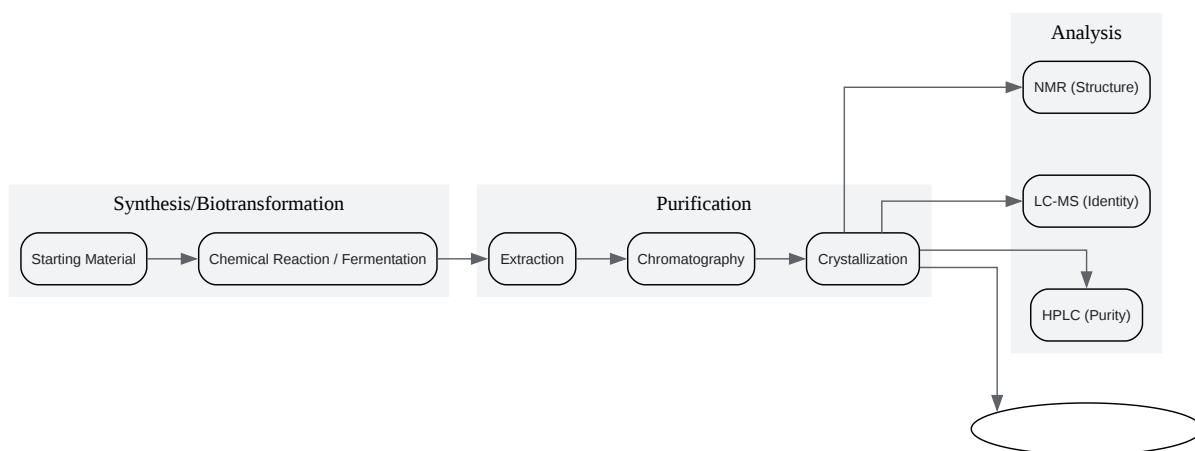 Analysis
NMR (Structure)
LC-MS (Identity)
HPLC (Purity)
Synthesis/Biotransformation
Starting Material
Chemical Reaction / Fermentation
Purification
Extraction
Chromatography
Crystallization